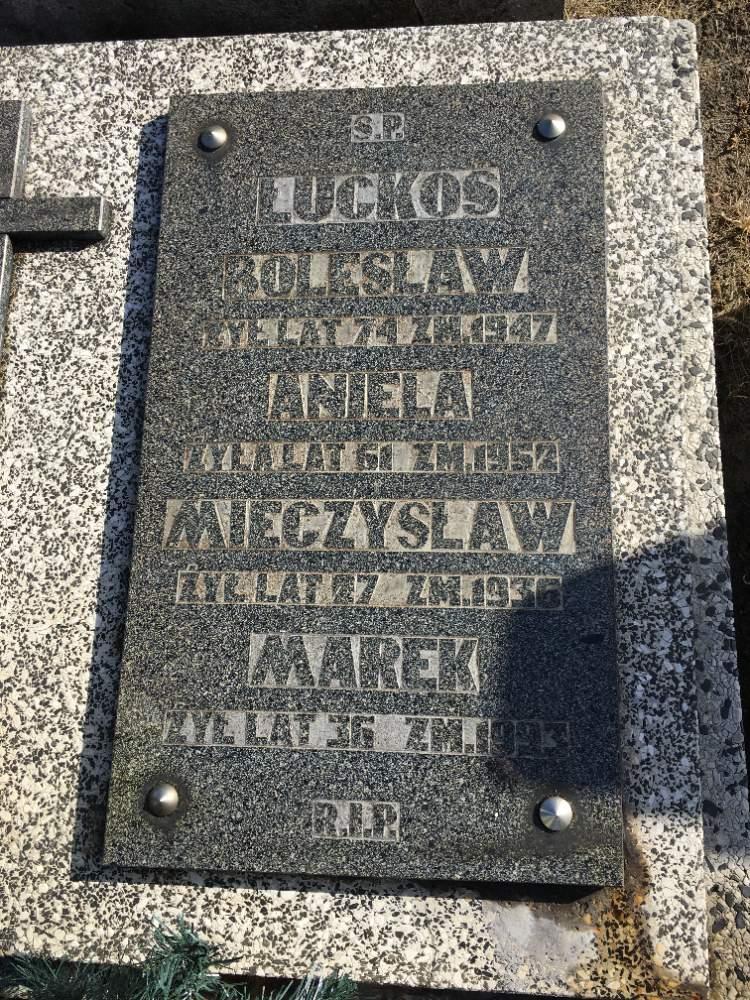 Ś.P.
ŁUCKOŚ
BOLESŁAW
ŻYŁ LAT 74 ZM. 1947
ANIELA
ŻYŁA LAT 61 ZM. 1952
MIECZYSŁAW
ŻYŁ LAT 27 ZM. 1936
MAREK
ŻYŁ LAT 36 ZM. 1993
R.I.P.